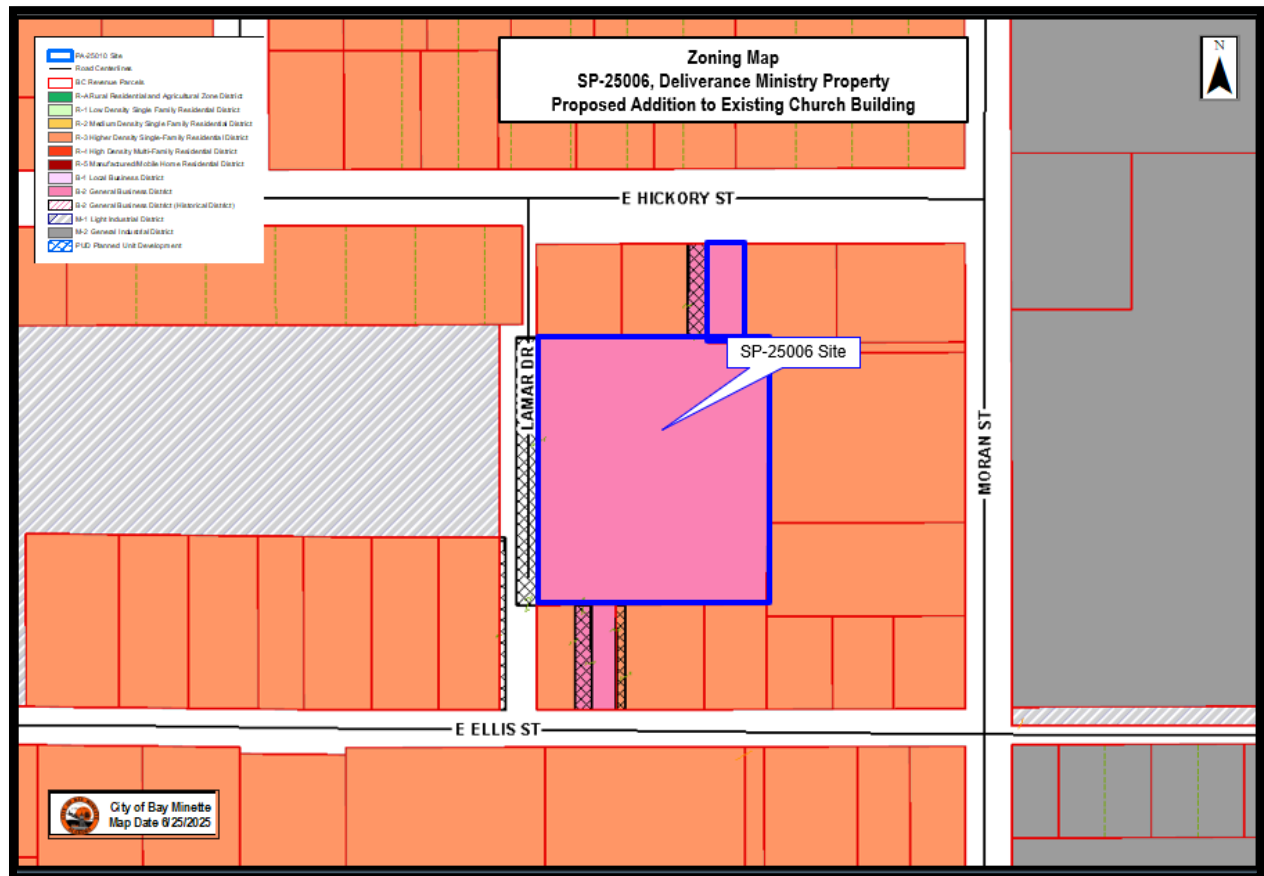 Zoning Map
SP-25006, Deliverance Ministry Property
Proposed Addition to Existing Church Building
N
PA-25010 Site
Road Centerlines
BC Revenue Parcels
R-A Rural Residential and Agricultural Zone District
R-1 Low Density Single Family Residential District
R-2 Medium Density Single Family Residential District
R-3 Higher Density Single-Family Residential District
R-4 High Density Multi-Family Residential District
R-5 Manufactured/Mobile Home Residential District
B-1 Local Business District
B-2 General Business District
B-2 General Business District (Historical District)
M-1 Light Industrial District
M-2 General Industrial District
PUD Planned Unit Development
E HICKORY ST
SP-25006 Site
LAMAR DR
MORAN ST
E ELLIS ST
City of Bay Minette
Map Date 6/25/2025